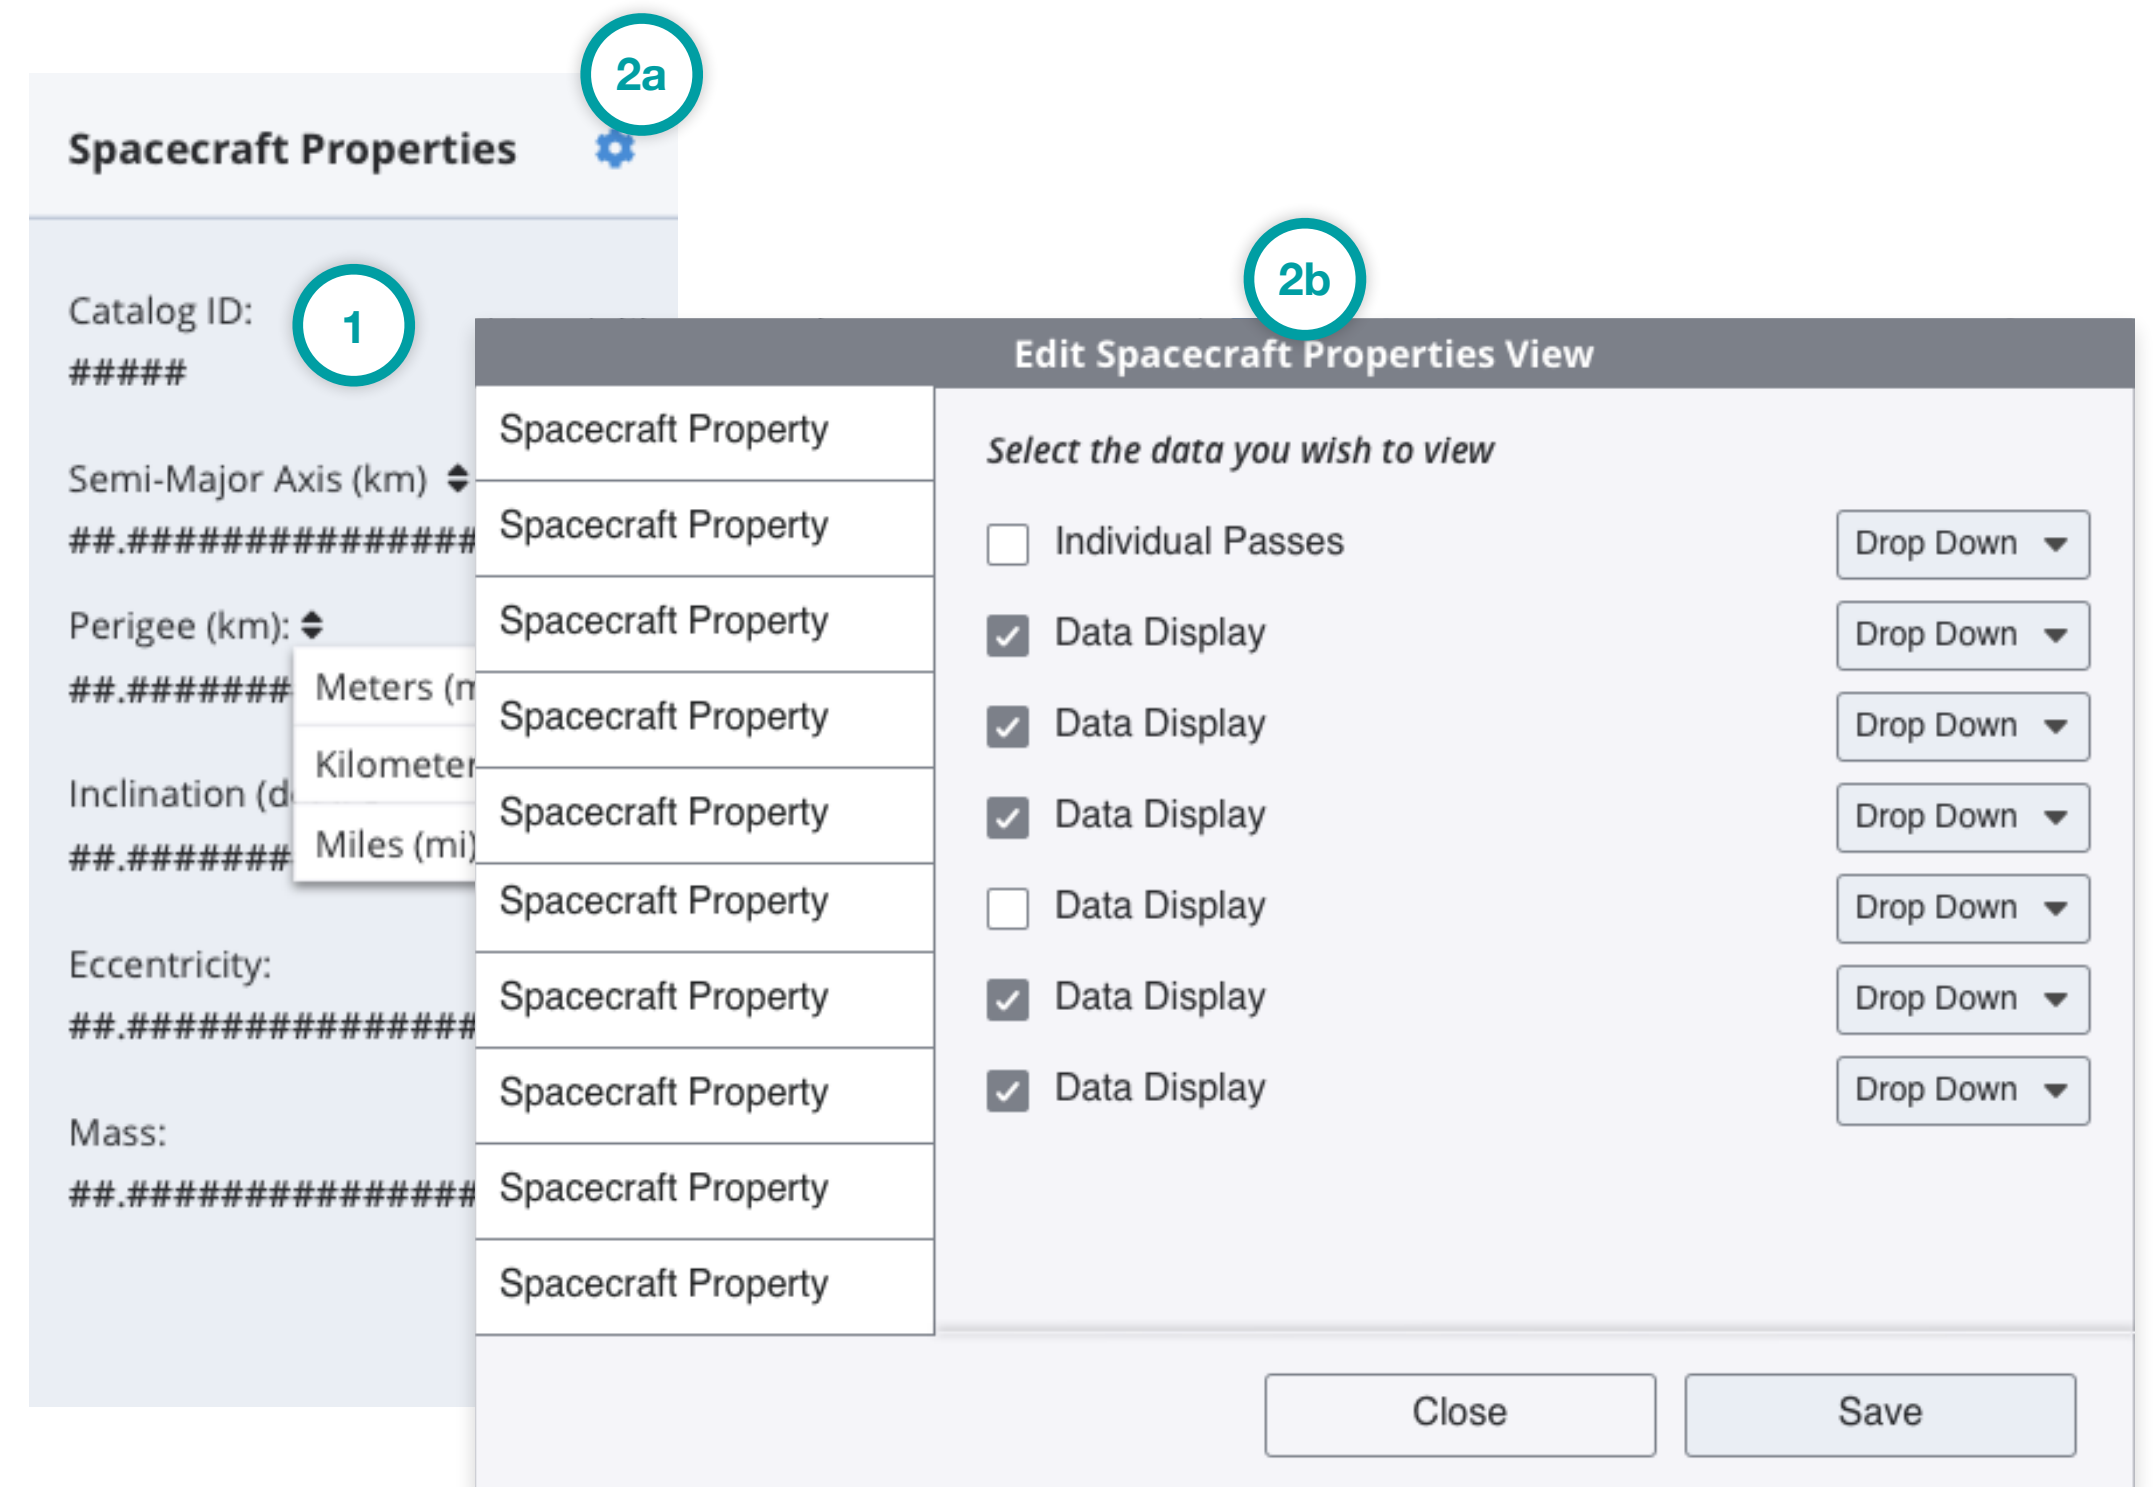 2a
Spacecraft Properties
1
Catalog ID:
#####
Semi-Major Axis (km)
##.###############
Perigee (km):
##.#######
Meters (m
Kilometer
Miles (mi)
Inclination (d
##.#######
Eccentricity:
##.###############
Mass:
##.###############
2b
Edit Spacecraft Properties View
Spacecraft Property
Spacecraft Property
Spacecraft Property
Spacecraft Property
Spacecraft Property
Spacecraft Property
Spacecraft Property
Spacecraft Property
Spacecraft Property
Spacecraft Property
Select the data you wish to view
Individual Passes Drop Down
Data Display Drop Down
Data Display Drop Down
Data Display Drop Down
Data Display Drop Down
Data Display Drop Down
Data Display Drop Down
Close Save